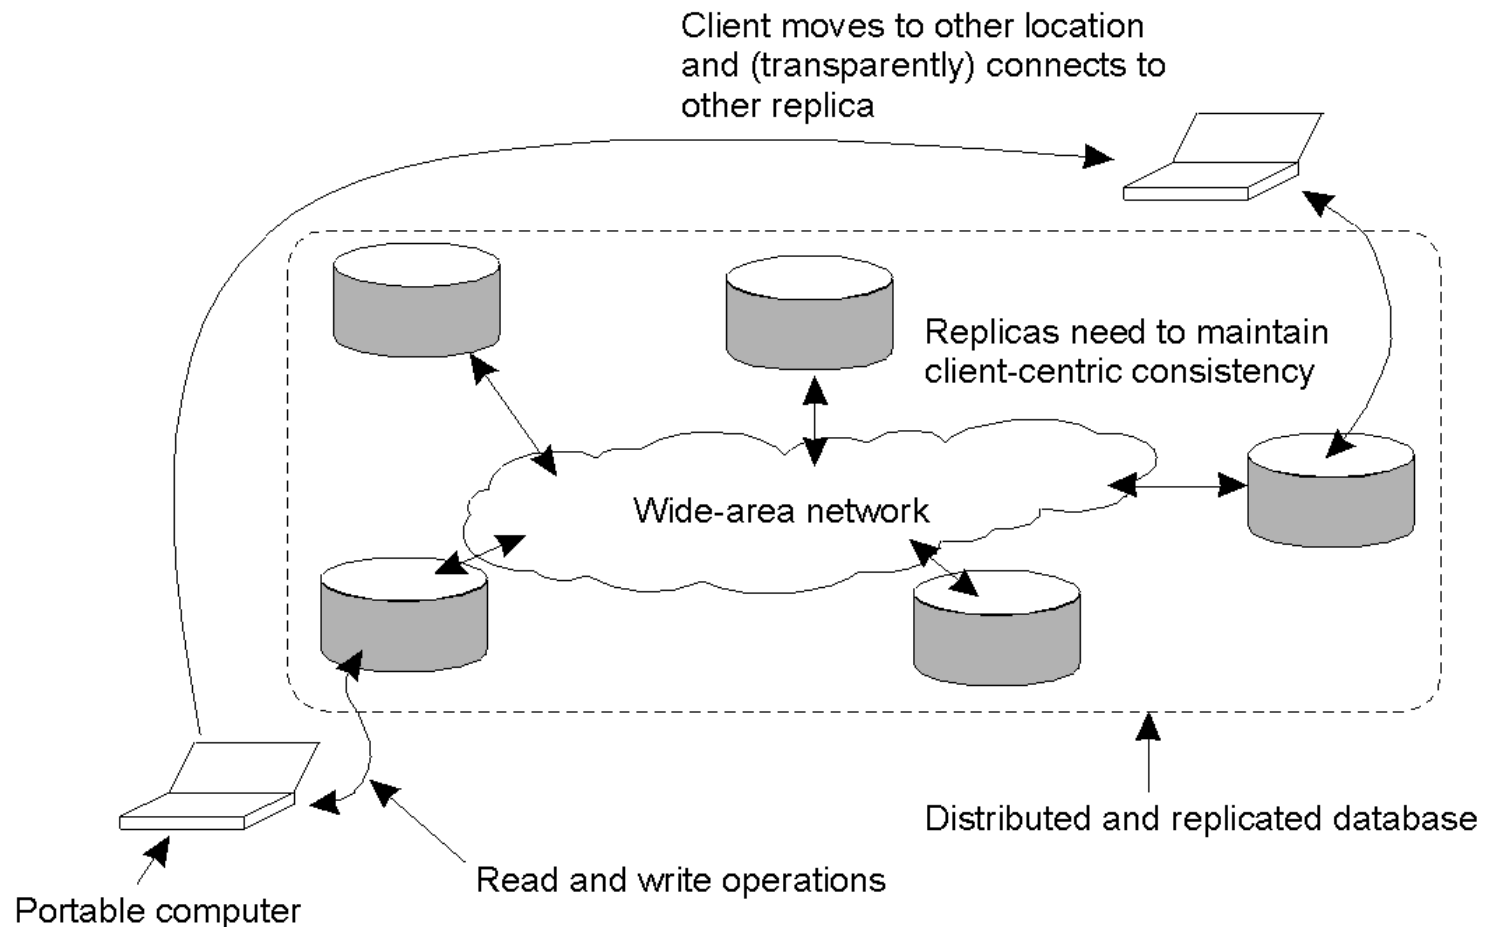 Client moves to other location
and (transparently) connects to
other replica
Replicas need to maintain
client-centric consistency
Wide-area network
Distributed and replicated database
Read and write operations
Portable computer